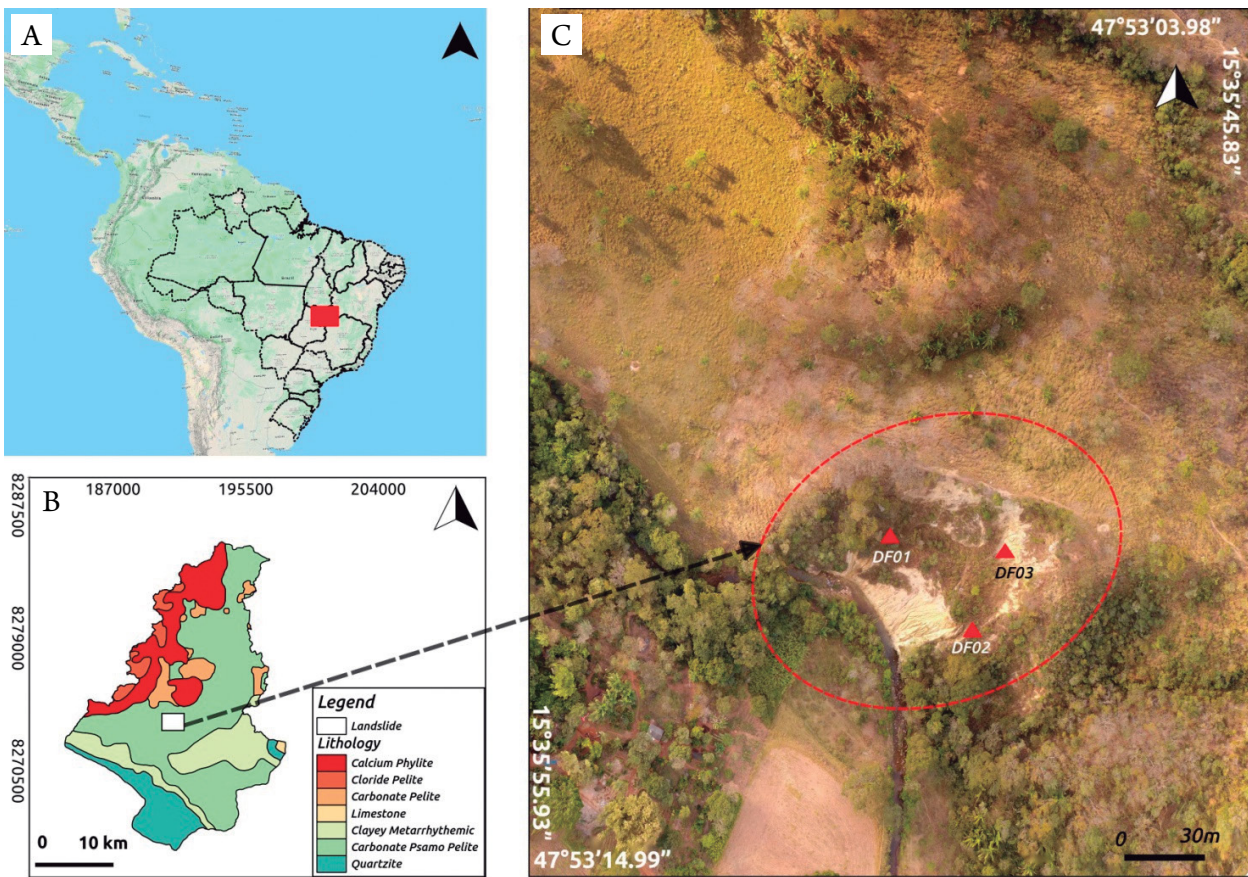 A
B
187000
195500
204000
8287500
8279000
8270500
Legend
Landslide
Lithology
Calcium Phylite
Cloride Pelite
Carbonate Pelite
Limestone
Clayey Metarrhythemic
Carbonate Psamo Pelite
Quartzite
0 10 km
C
47°53'03.98"
15°35'45.83"
DF01
DF03
DF02
15°35'55.93"
47°53'14.99"
0 30m